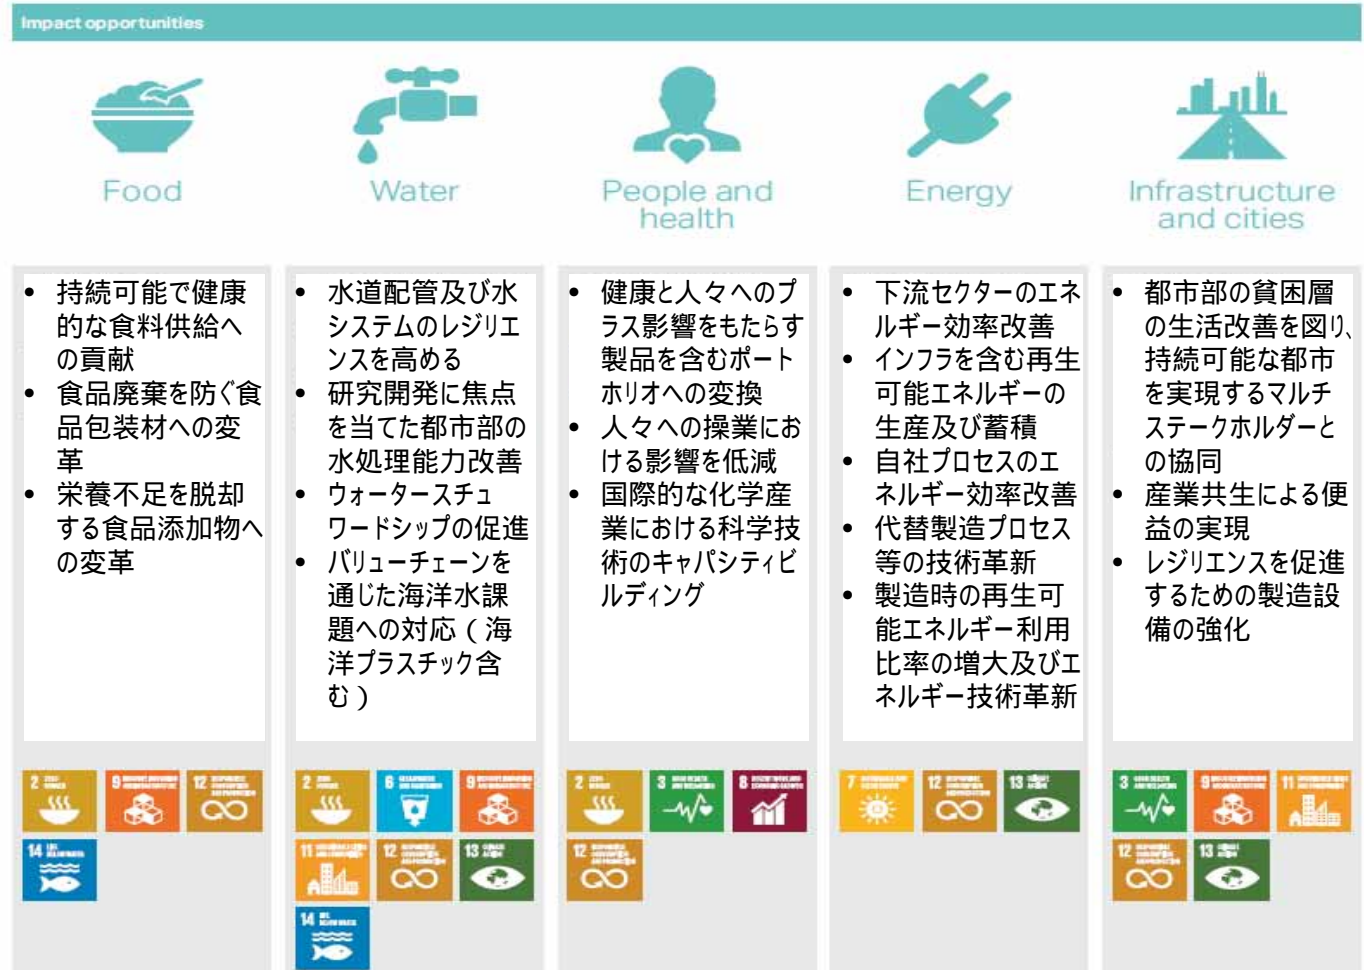 Impact opportunities
Food
Water
People and
health
Energy
Infrastructure
and cities
• 持続可能で健康
的な食料供給へ
の貢献
• 食品廃棄を防ぐ食
品包装材への変
革
• 栄養不足を脱却
する食品添加物へ
の変革
• 水道配管及び水
システムのレジリエ
ンスを高める
• 研究開発に焦点
を当てた都市部の
水処理能力改善
• ウォータースチュ
ワードシップの促進
• バリューチェーンを
通じた海洋水課
題への対応（海
洋プラスチック含
む）
• 健康と人々へのプ
ラス影響をもたらす
製品を含むポート
ホリオへの変換
• 人々への操業にお
ける影響を低減
• 国際的な化学産
業における科学技
術のキャパシティビ
ルディング
• 下流セクターのエネ
ルギー効率改善
• インフラを含む再生
可能エネルギーの
生産及び蓄積
• 自社プロセスのエ
ネルギー効率改善
• 代替製造プロセス
等の技術革新
• 製造時の再生可
能エネルギー利用
比率の増大及びエ
ネルギー技術革新
• 都市部の貧困層
の生活改善を図り、
持続可能な都市
を実現するマルチ
ステークホルダーと
の協同
• 産業共生による便
益の実現
• レジリエンスを促進
するための製造設
備の強化
2
9
12
14
2
6
9
11
12
13
14
2
3
8
12
7
12
13
3
9
11
12
13